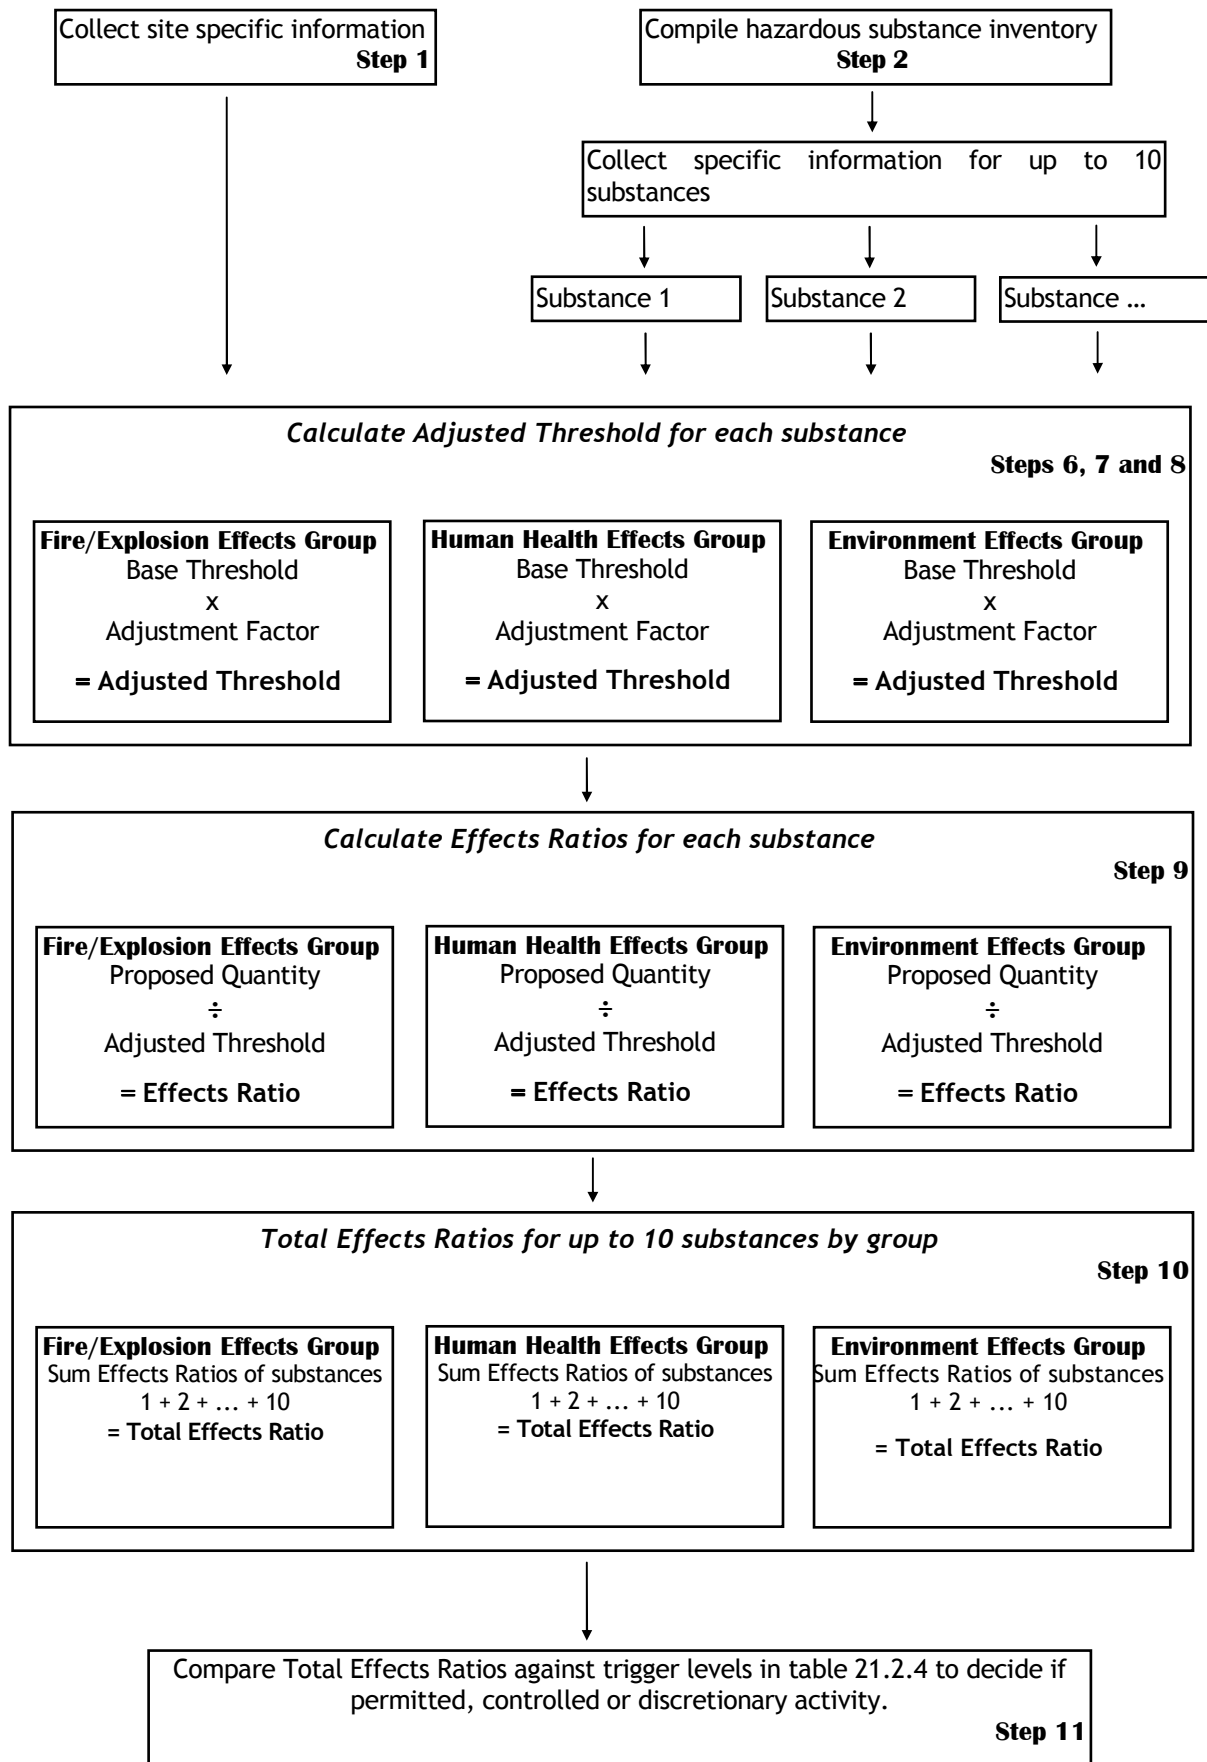 Collect site specific information
Step 1
Compile hazardous substance inventory
Step 2
Collect specific information for up to 10
substances
Substance 1
Substance 2
Substance ...
Calculate Adjusted Threshold for each substance
Steps 6, 7 and 8
Fire/Explosion Effects Group
Base Threshold
x
Adjustment Factor
= Adjusted Threshold
Human Health Effects Group
Base Threshold
x
Adjustment Factor
= Adjusted Threshold
Environment Effects Group
Base Threshold
x
Adjustment Factor
= Adjusted Threshold
Calculate Effects Ratios for each substance
Step 9
Fire/Explosion Effects Group
Proposed Quantity
÷
Adjusted Threshold
= Effects Ratio
Human Health Effects Group
Proposed Quantity
÷
Adjusted Threshold
= Effects Ratio
Environment Effects Group
Proposed Quantity
÷
Adjusted Threshold
= Effects Ratio
Total Effects Ratios for up to 10 substances by group
Step 10
Fire/Explosion Effects Group
Sum Effects Ratios of substances
1 + 2 + ... + 10
= Total Effects Ratio
Human Health Effects Group
Sum Effects Ratios of substances
1 + 2 + ... + 10
= Total Effects Ratio
Environment Effects Group
Sum Effects Ratios of substances
1 + 2 + ... + 10
= Total Effects Ratio
Compare Total Effects Ratios against trigger levels in table 21.2.4 to decide if
permitted, controlled or discretionary activity.
Step 11